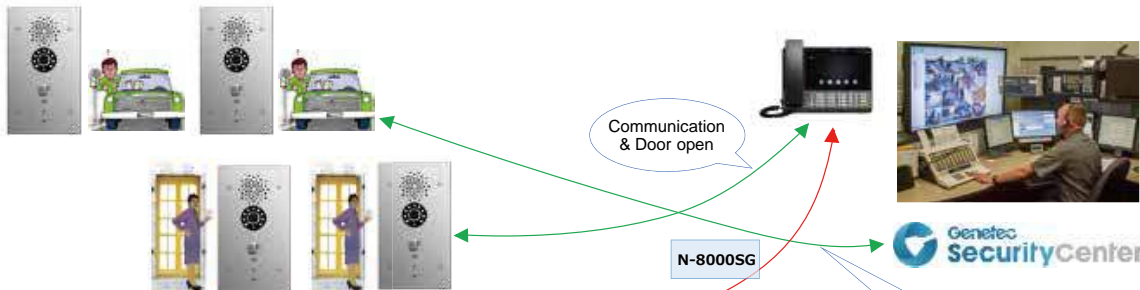 Communication
& Door open
N-8000SG
Genetec
SecurityCenter